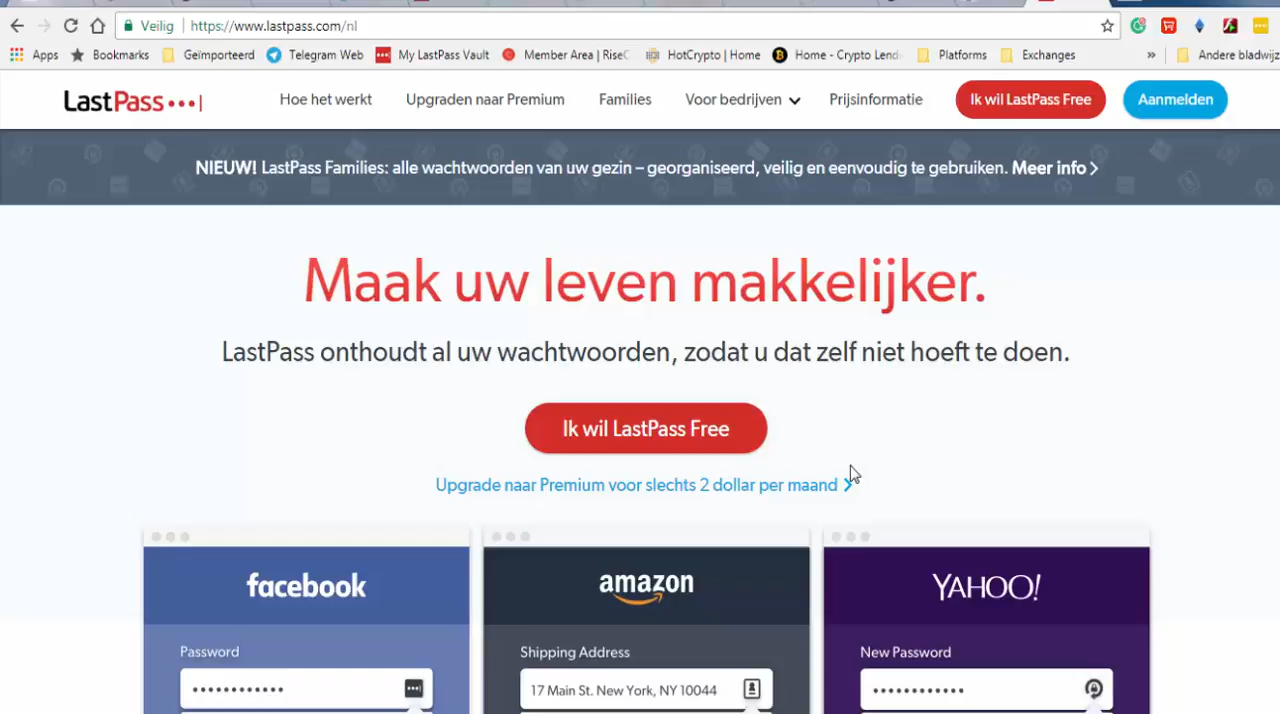 Veilig https://www.lastpass.com/nl
Apps Bookmarks Geïmporteerd Telegram Web My LastPass Vault Member Area | RiseC HotCrypto | Home Home - Crypto Lend Platforms Exchanges » Andere bladwijz
LastPass Hoe het werkt Upgraden naar Premium Families Voor bedrijven Prijsinformatie Ik wil LastPass Free Aanmelden
NIEUW! LastPass Families: alle wachtwoorden van uw gezin – georganiseerd, veilig en eenvoudig te gebruiken. Meer info
Maak uw leven makkelijker.
LastPass onthoudt al uw wachtwoorden, zodat u dat zelf niet hoeft te doen.
Ik wil LastPass Free
Upgrade naar Premium voor slechts 2 dollar per maand
facebook amazon YAHOO!
Password Shipping Address New Password
17 Main St. New York, NY 10044